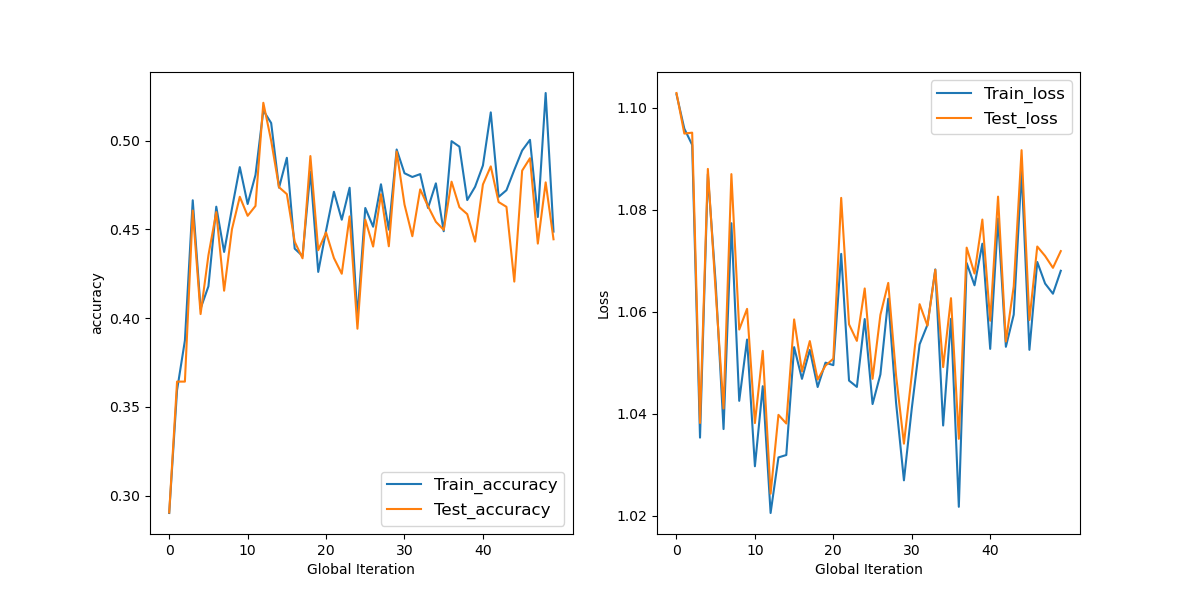 accuracy
0.50
0.45
0.40
0.35
0.30
0
10
20
30
40
Global Iteration
Train_accuracy
Test_accuracy
Loss
1.10
1.08
1.06
1.04
1.02
0
10
20
30
40
Global Iteration
Train_loss
Test_loss